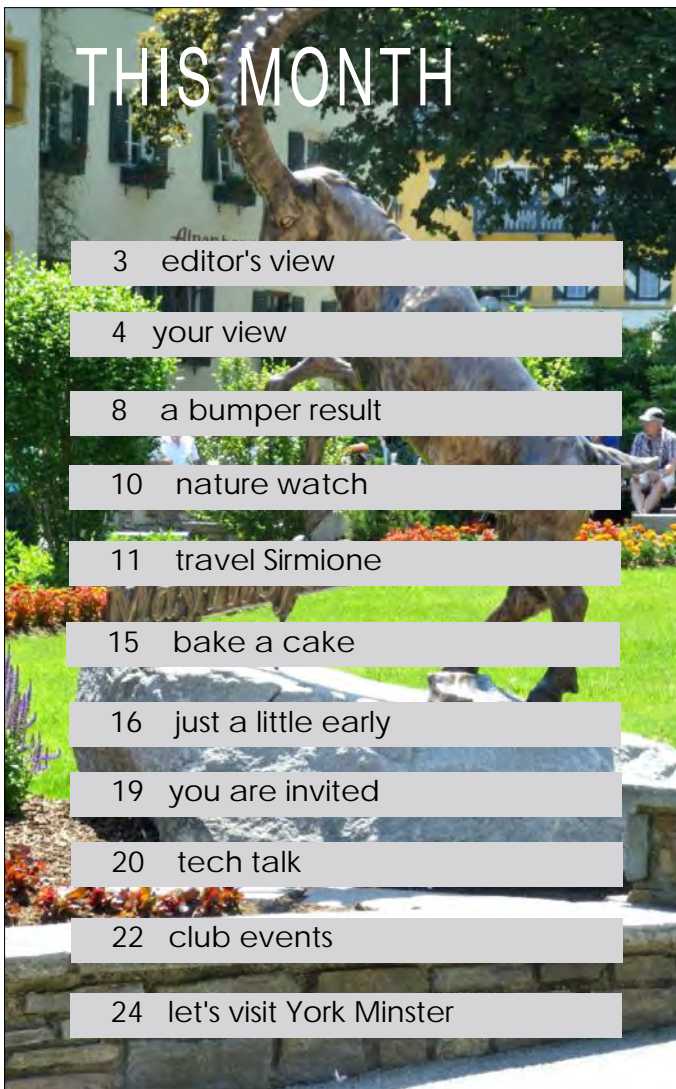 THIS MONTH
3 editor's view
4 your view
8 a bumper result
10 nature watch
11 travel Sirmione
15 bake a cake
16 just a little early
19 you are invited
20 tech talk
22 club events
24 let's visit York Minster